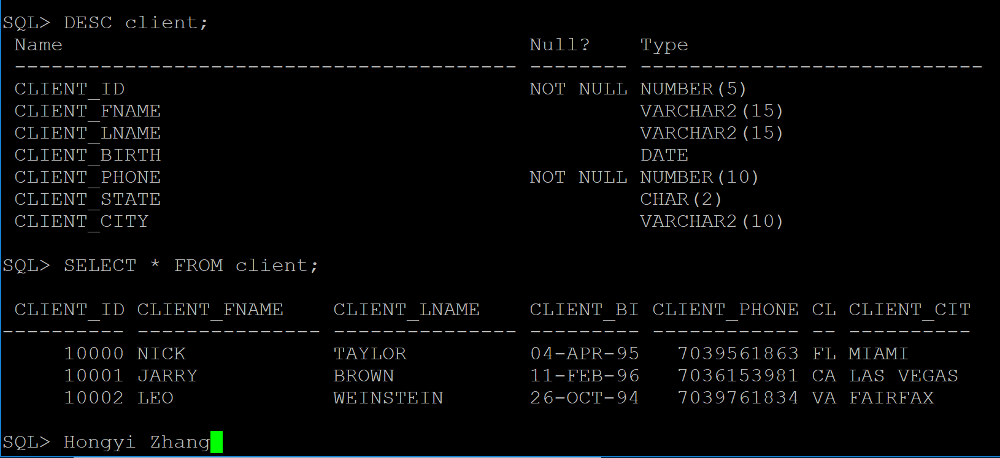 SQL> DESC client;
 Name                                      Null?    Type
 ----------------------------------------- -------- ----------------------------
 CLIENT_ID                                 NOT NULL NUMBER(5)
 CLIENT_FNAME                                       VARCHAR2(15)
 CLIENT_LNAME                                       VARCHAR2(15)
 CLIENT_BIRTH                                       DATE
 CLIENT_PHONE                              NOT NULL NUMBER(10)
 CLIENT_STATE                                       CHAR(2)
 CLIENT_CITY                                        VARCHAR2(10)
SQL> SELECT * FROM client;
 CLIENT_ID CLIENT_FNAME    CLIENT_LNAME    CLIENT_BI CLIENT_PHONE CL CLIENT_CIT
---------- --------------- --------------- --------- ------------ -- ----------
     10000 NICK            TAYLOR          04-APR-95   7039561863 FL MIAMI
     10001 JARRY           BROWN           11-FEB-96   7036153981 CA LAS VEGAS
     10002 LEO             WEINSTEIN       26-OCT-94   7039761834 VA FAIRFAX
SQL> Hongyi Zhang